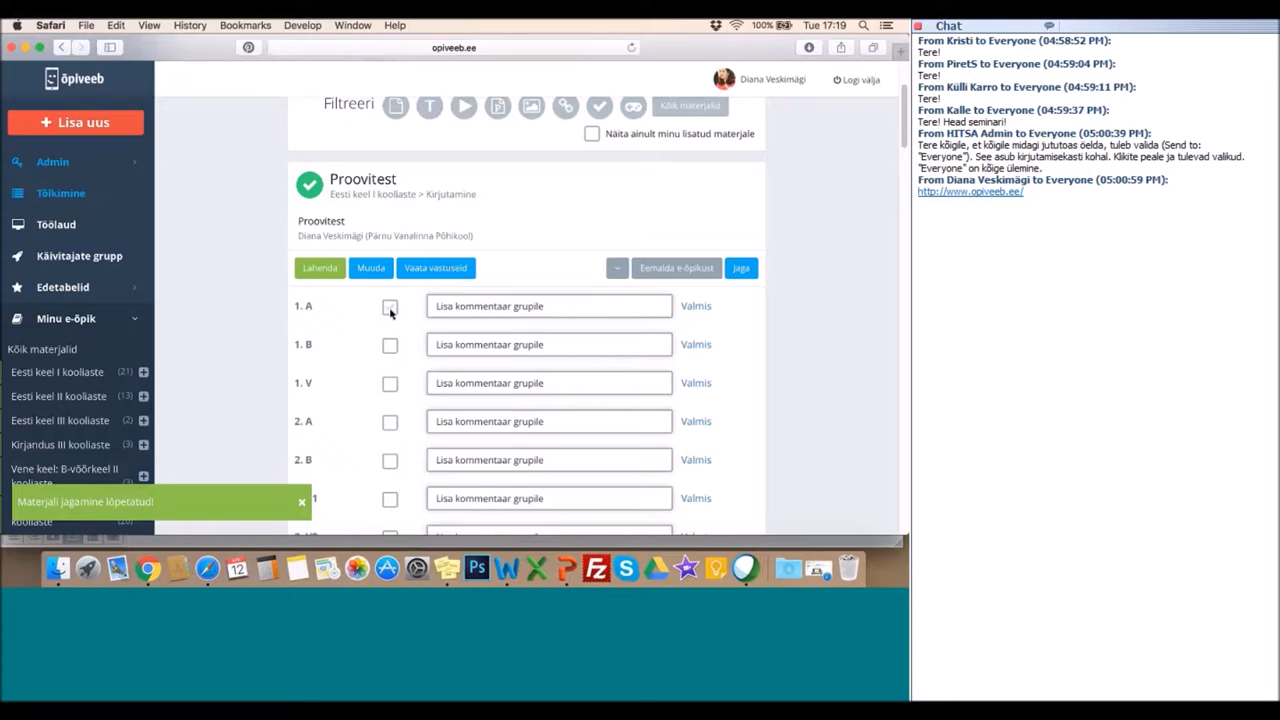 Safari File Edit View History Bookmarks Develop Window Help 100% Tue 17:19
opiveeb.ee
õpiveeb
Diana Veskimägi Logi välja
+ Lisa uus
Admin
Tõlkimine
Töölaud
Käivitajate grupp
Edetabelid
Minu e-õpik
Kõik materjalid
Eesti keel I kooliaste (21)
Eesti keel II kooliaste (13)
Eesti keel III kooliaste (2)
Kirjandus III kooliaste (3)
Vene keel: B-võõrkeel II (3)
Materjali jagamine lõpetatud! ×
kooliaste
Filtreeri T Kõik materjalid
Näita ainult minu lisatud materjale
Proovitest
Eesti keel I kooliaste > Kirjutamine
Proovitest
Diana Veskimägi (Pärnu Vanalinna Põhikool)
Lahenda Muuda Vaata vastuseid Eemalda e-õpikust Jaga
1. A Lisa kommentaar grupile Valmis
1. B Lisa kommentaar grupile Valmis
1. V Lisa kommentaar grupile Valmis
2. A Lisa kommentaar grupile Valmis
2. B Lisa kommentaar grupile Valmis
1 Lisa kommentaar grupile Valmis
12
Ps
Fz
Chat
From Kristi to Everyone (04:58:52 PM):
Tere!
From PiretS to Everyone (04:59:04 PM):
Tere!
From Külli Karro to Everyone (04:59:11 PM):
Tere!
From Kalle to Everyone (04:59:37 PM):
Tere! Head seminari!
From HITSA Admin to Everyone (05:00:39 PM):
Tere kõigile, et kõigile midagi jututoas öelda, tuleb valida (Send to:
"Everyone"). See asub kirjutamisekasti kohal. Klikite peale ja tulevad valikud.
"Everyone" on kõige ülemine.
From Diana Veskimägi to Everyone (05:00:59 PM):
http://www.opiveeb.ee/